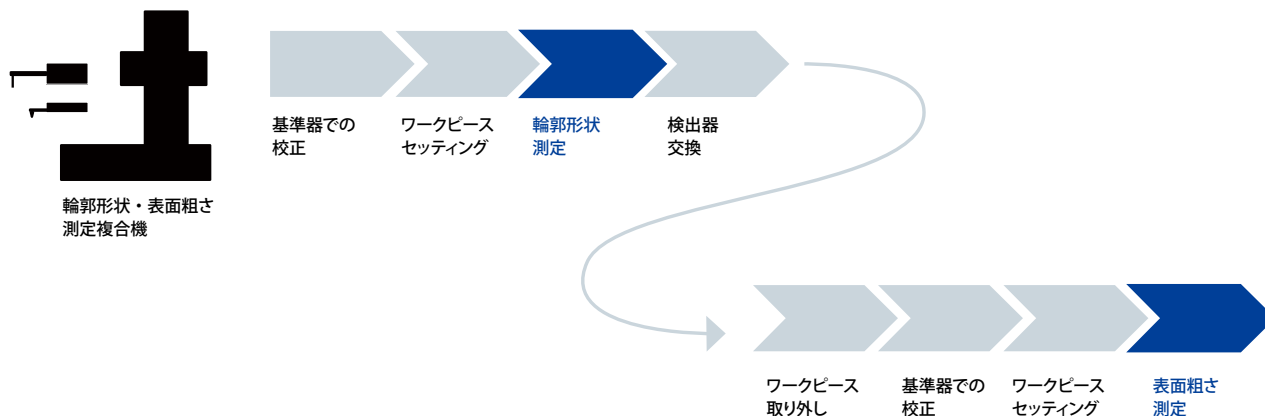 基準器での
校正
ワークピース
セッティング
輪郭形状
測定
検出器
交換
輪郭形状・表面粗さ
測定複合機
ワークピース
取り外し
基準器での
校正
ワークピース
セッティング
表面粗さ
測定